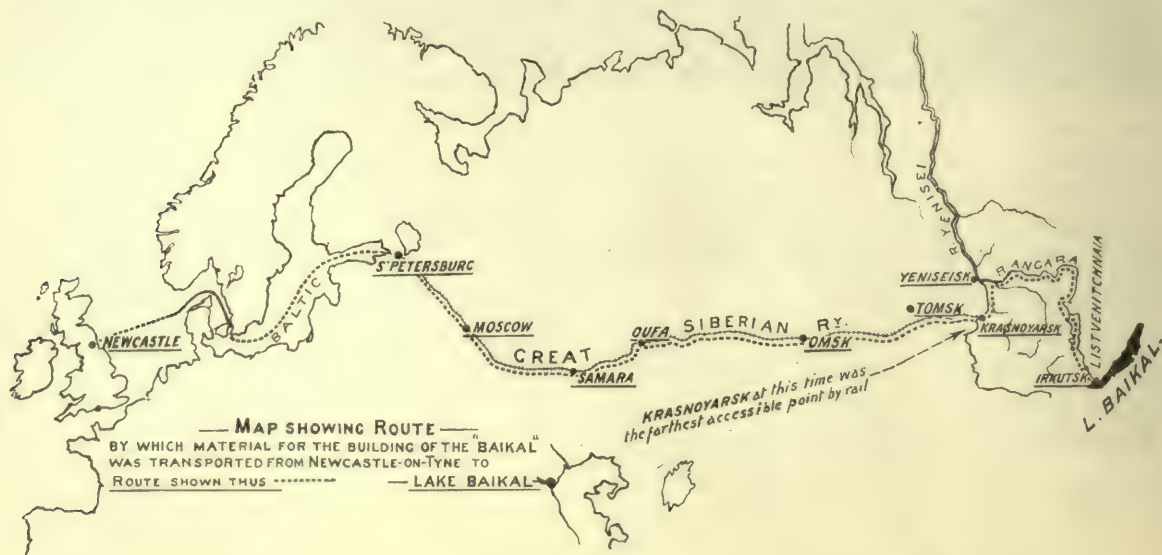 NEWCASTLE
BALTIC
ST PETERSBURG
MOSCOW
GREAT SIBERIAN RY.
SAMARA
OUFA
OMSK
TOMSK
KRASNOYARSK
YENISEISK
R. YENISEI
R. ANGARA
IRKUTSK
LISTVENITCHNAIA
L. BAIKAL.
KRASNOYARSK at this time was
the farthest accessible point by rail
MAP SHOWING ROUTE
BY WHICH MATERIAL FOR THE BUILDING OF THE "BAIKAL"
WAS TRANSPORTED FROM NEWCASTLE-ON-TYNE TO
LAKE BAIKAL
ROUTE SHOWN THUS